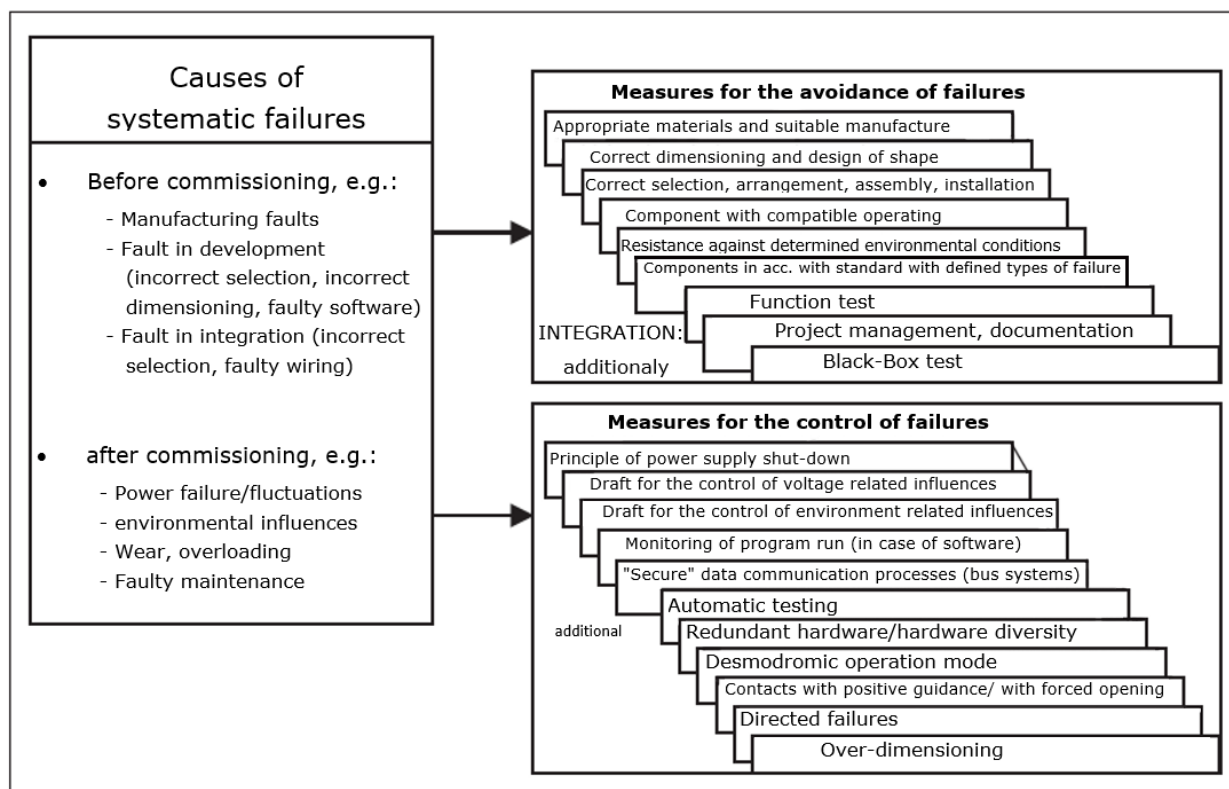 Causes of
systematic failures
• Before commissioning, e.g.:
- Manufacturing faults
- Fault in development
(incorrect selection, incorrect
dimensioning, faulty software)
- Fault in integration (incorrect
selection, faulty wiring)
• after commissioning, e.g.:
- Power failure/fluctuations
- environmental influences
- Wear, overloading
- Faulty maintenance
Measures for the avoidance of failures
Appropriate materials and suitable manufacture
Correct dimensioning and design of shape
Correct selection, arrangement, assembly, installation
Component with compatible operating
Resistance against determined environmental conditions
Components in acc. with standard with defined types of failure
Function test
INTEGRATION:
additionaly
Project management, documentation
Black-Box test
Measures for the control of failures
Principle of power supply shut-down
Draft for the control of voltage related influences
Draft for the control of environment related influences
Monitoring of program run (in case of software)
"Secure" data communication processes (bus systems)
additional
Automatic testing
Redundant hardware/hardware diversity
Desmodromic operation mode
Contacts with positive guidance/ with forced opening
Directed failures
Over-dimensioning